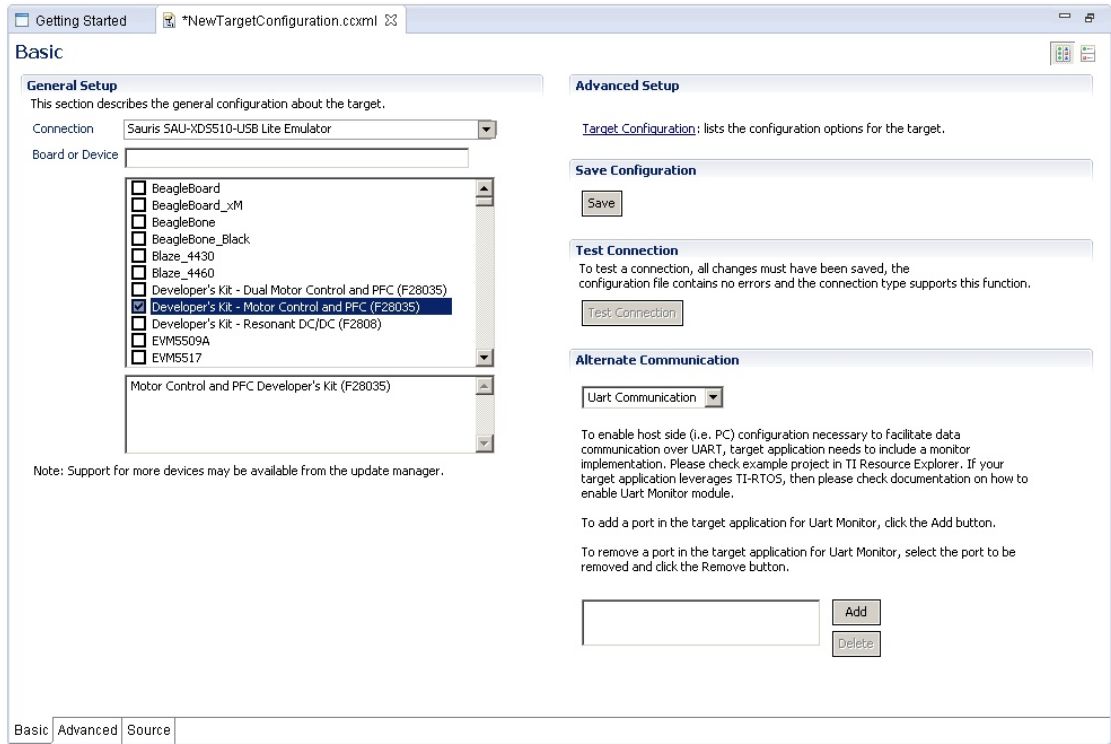 Getting Started
*NewTargetConfiguration.ccxml
Basic
General Setup
This section describes the general configuration about the target.
Connection
Sauris SAU-XDS510-USB Lite Emulator
Board or Device
BeagleBoard
BeagleBoard_xM
BeagleBone
BeagleBone_Black
Blaze_4430
Blaze_4460
Developer's Kit - Dual Motor Control and PFC (F28035)
Developer's Kit - Motor Control and PFC (F28035)
Developer's Kit - Resonant DC/DC (F2808)
EVM5509A
EVM5517
Motor Control and PFC Developer's Kit (F28035)
Note: Support for more devices may be available from the update manager.
Advanced Setup
Target Configuration: lists the configuration options for the target.
Save Configuration
Save
Test Connection
To test a connection, all changes must have been saved, the
configuration file contains no errors and the connection type supports this function.
Test Connection
Alternate Communication
Uart Communication
To enable host side (i.e. PC) configuration necessary to facilitate data
communication over UART, target application needs to include a monitor
implementation. Please check example project in TI Resource Explorer. If your
target application leverages TI-RTOS, then please check documentation on how to
enable Uart Monitor module.
To add a port in the target application for Uart Monitor, click the Add button.
To remove a port in the target application for Uart Monitor, select the port to be
removed and click the Remove button.
Add
Delete
Basic
Advanced
Source